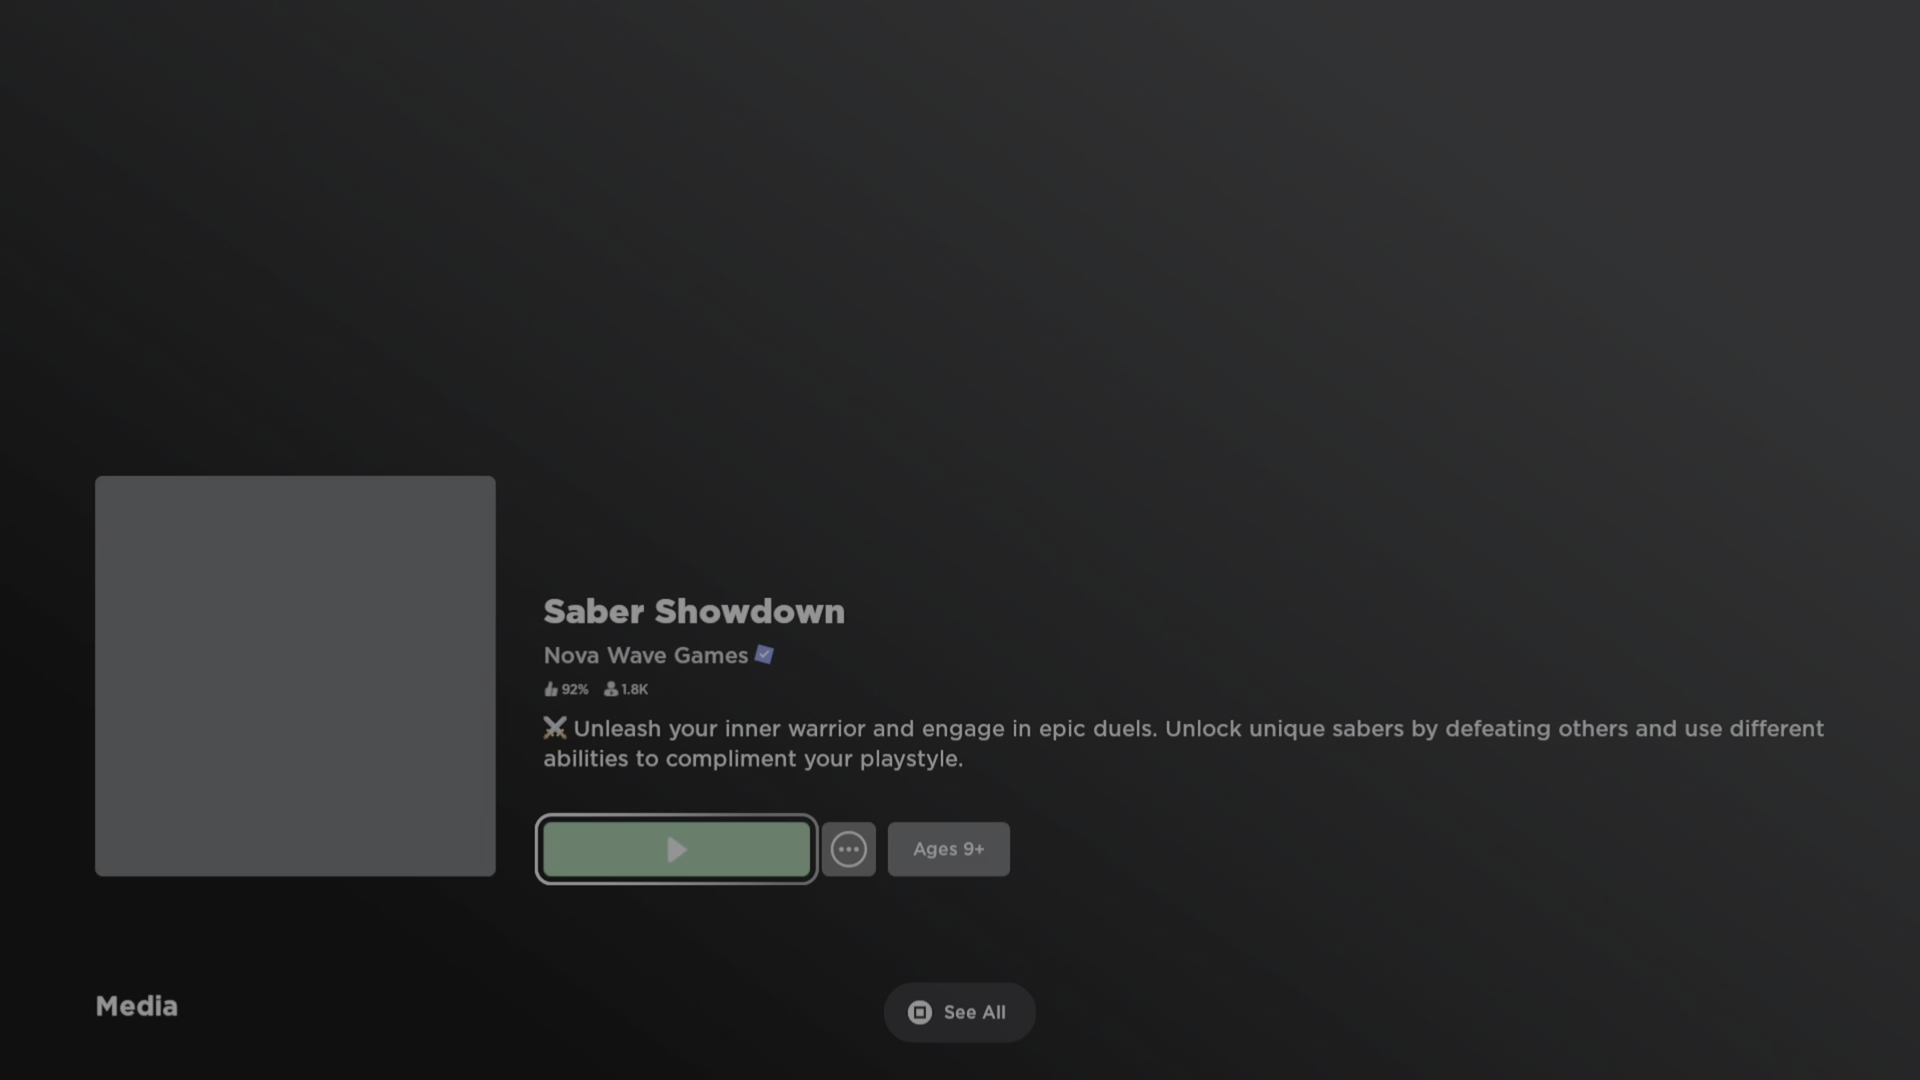 Saber Showdown
Nova Wave Games
92% 1.8K
⚔️ Unleash your inner warrior and engage in epic duels. Unlock unique sabers by defeating others and use different
abilities to compliment your playstyle.
Ages 9+
Media
See All